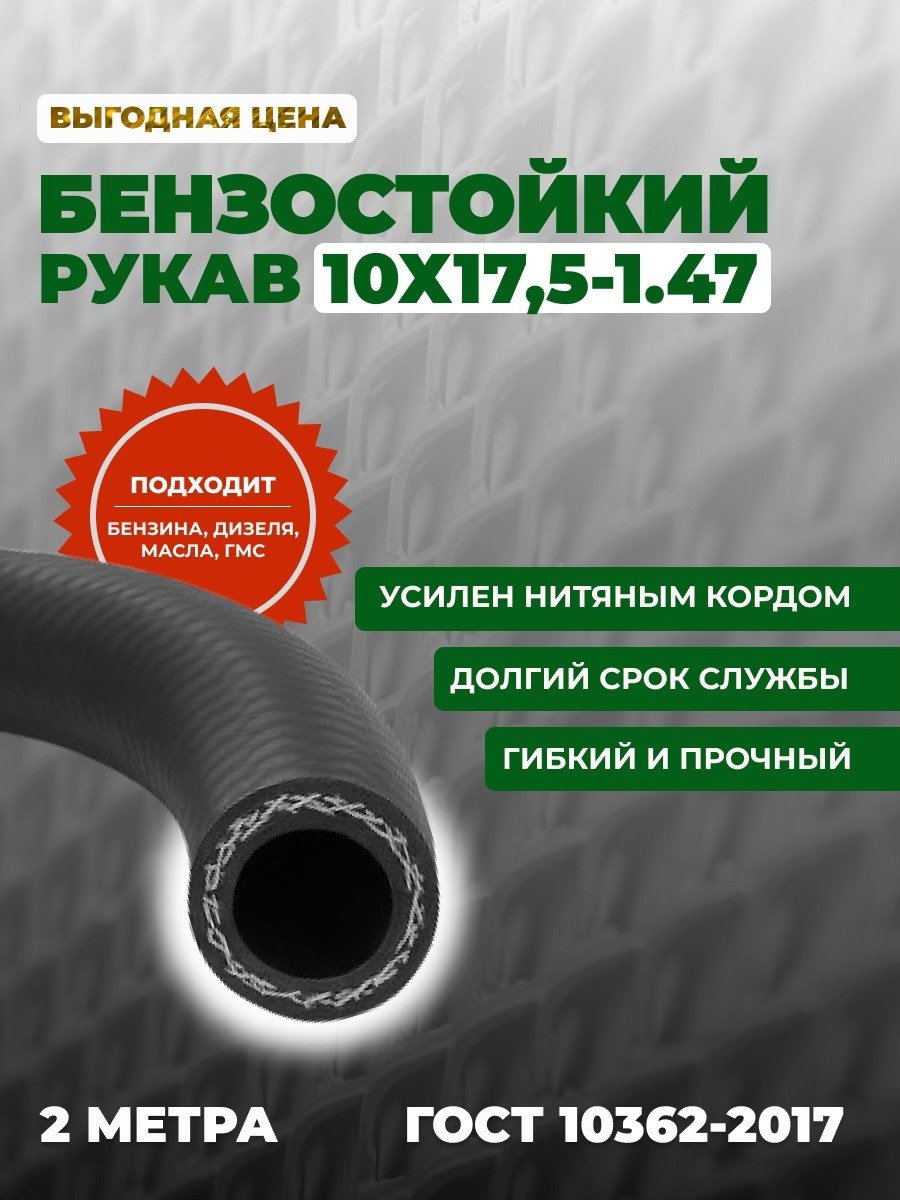 ВЫГОДНАЯ ЦЕНА
БЕНЗОСТОЙКИЙ
РУКАВ 10X17,5-1.47
ПОДХОДИТ
БЕНЗИНА, ДИЗЕЛЯ,
МАСЛА, ГМС
УСИЛЕН НИТЯНЫМ КОРДОМ
ДОЛГИЙ СРОК СЛУЖБЫ
ГИБКИЙ И ПРОЧНЫЙ
2 МЕТРА
ГОСТ 10362-2017